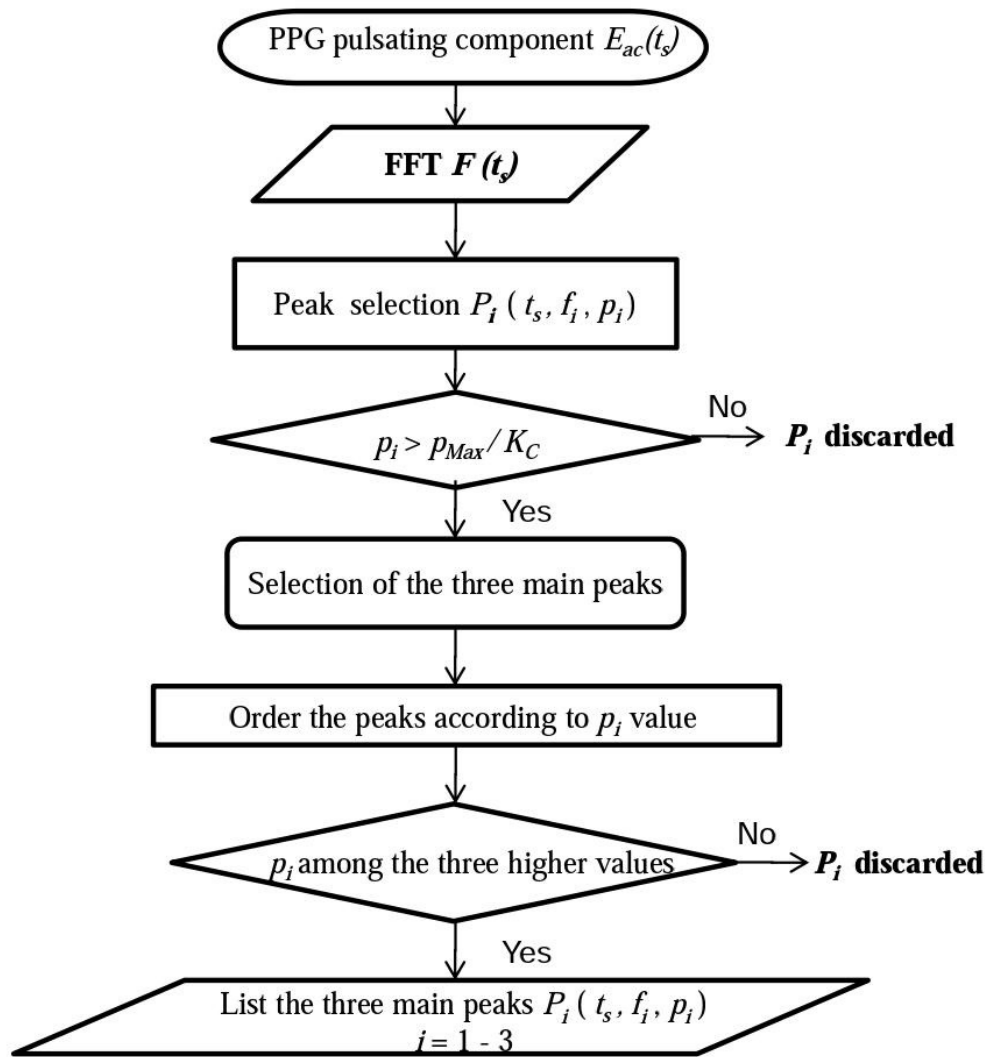 PPG pulsating component E_ac(t_s)
FFT F(t_s)
Peak selection P_i ( t_s, f_i , p_i)
p_i > p_Max / K_C
No
P_i discarded
Yes
Selection of the three main peaks
Order the peaks according to p_i value
p_i among the three higher values
No
P_i discarded
Yes
List the three main peaks P_i ( t_s, f_i, p_i)
i = 1 - 3